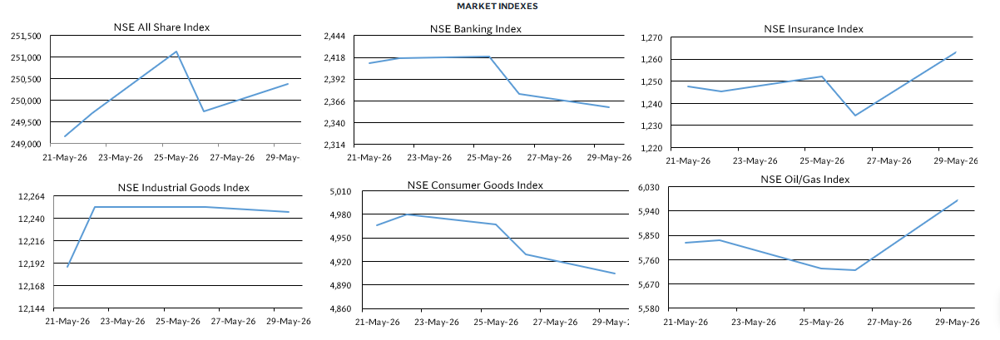 MARKET INDEXES
NSE All Share Index
251,500
251,000
250,500
250,000
249,500
249,000
21-May-26 23-May-26 25-May-26 27-May-26 29-May-
NSE Banking Index
2,444
2,418
2,392
2,366
2,340
2,314
21-May-26 23-May-26 25-May-26 27-May-26 29-May-26
NSE Insurance Index
1,270
1,260
1,250
1,240
1,230
1,220
21-May-26 23-May-26 25-May-26 27-May-26 29-May-26
NSE Industrial Goods Index
12,264
12,240
12,216
12,192
12,168
12,144
21-May-26 23-May-26 25-May-26 27-May-26 29-May-26
NSE Consumer Goods Index
5,010
4,980
4,950
4,920
4,890
4,860
21-May-26 23-May-26 25-May-26 27-May-26 29-May-2
NSE Oil/Gas Index
6,030
5,940
5,850
5,760
5,670
5,580
21-May-26 23-May-26 25-May-26 27-May-26 29-May-26